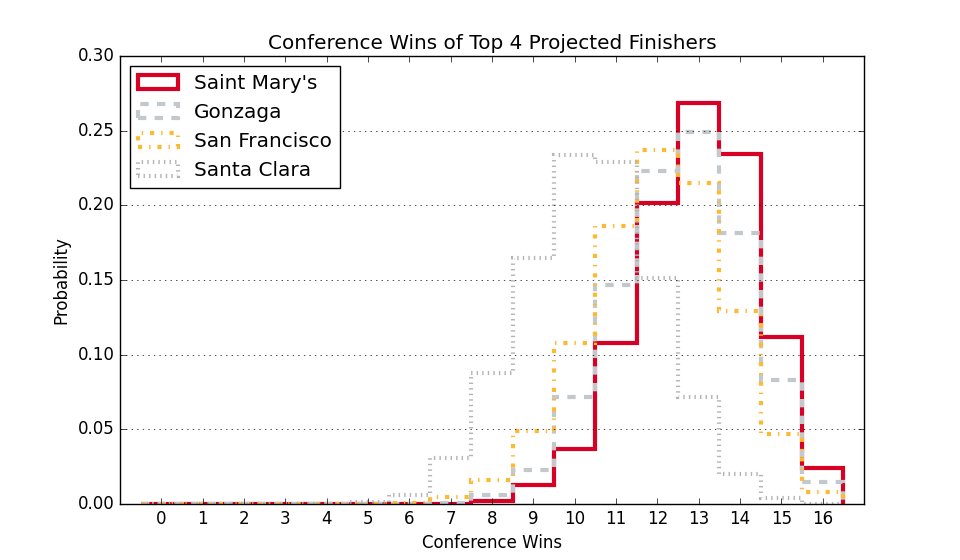 Conference Wins of Top 4 Projected Finishers
0.30
0.25
0.20
0.15
0.10
0.05
0.00
Probability
Saint Mary's
Gonzaga
San Francisco
Santa Clara
0 1 2 3 4 5 6 7 8 9 10 11 12 13 14 15 16
Conference Wins